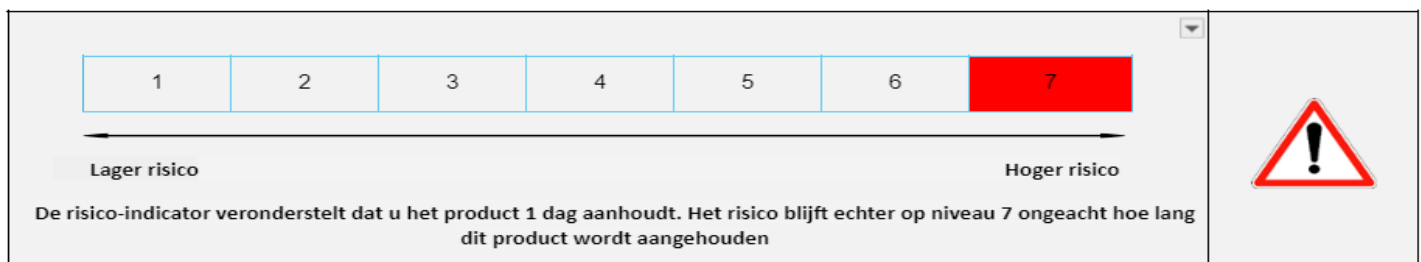 1 2 3 4 5 6 7
Lager risico Hoger risico
De risico-indicator veronderstelt dat u het product 1 dag aanhoudt. Het risico blijft echter op niveau 7 ongeacht hoe lang
dit product wordt aangehouden